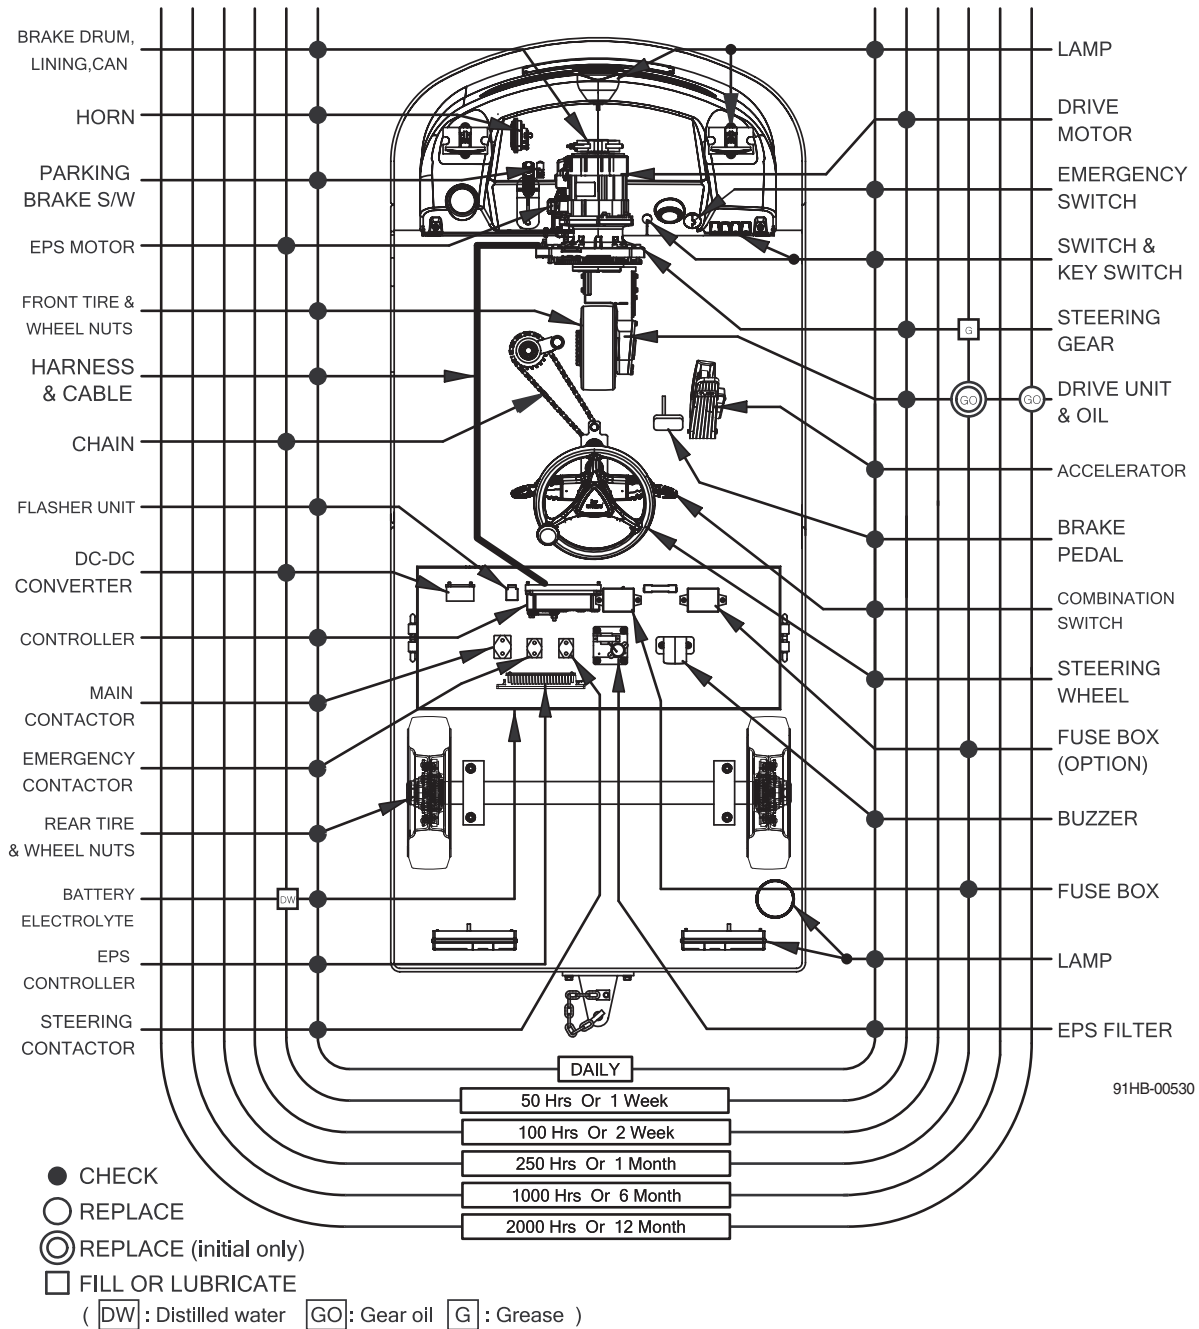 BRAKE DRUM,
LINING,CAN
HORN
PARKING
BRAKE S/W
EPS MOTOR
FRONT TIRE &
WHEEL NUTS
HARNESS
& CABLE
CHAIN
FLASHER UNIT
DC-DC
CONVERTER
CONTROLLER
MAIN
CONTACTOR
EMERGENCY
CONTACTOR
REAR TIRE
& WHEEL NUTS
BATTERY
ELECTROLYTE
DW
EPS
CONTROLLER
STEERING
CONTACTOR
LAMP
DRIVE
MOTOR
EMERGENCY
SWITCH
SWITCH &
KEY SWITCH
G
STEERING
GEAR
GO
GO
DRIVE UNIT
& OIL
ACCELERATOR
BRAKE
PEDAL
COMBINATION
SWITCH
STEERING
WHEEL
FUSE BOX
(OPTION)
BUZZER
FUSE BOX
LAMP
EPS FILTER
DAILY
50 Hrs Or 1 Week
100 Hrs Or 2 Week
250 Hrs Or 1 Month
1000 Hrs Or 6 Month
2000 Hrs Or 12 Month
91HB-00530
CHECK
REPLACE
REPLACE (initial only)
FILL OR LUBRICATE
( DW : Distilled water GO : Gear oil G : Grease )